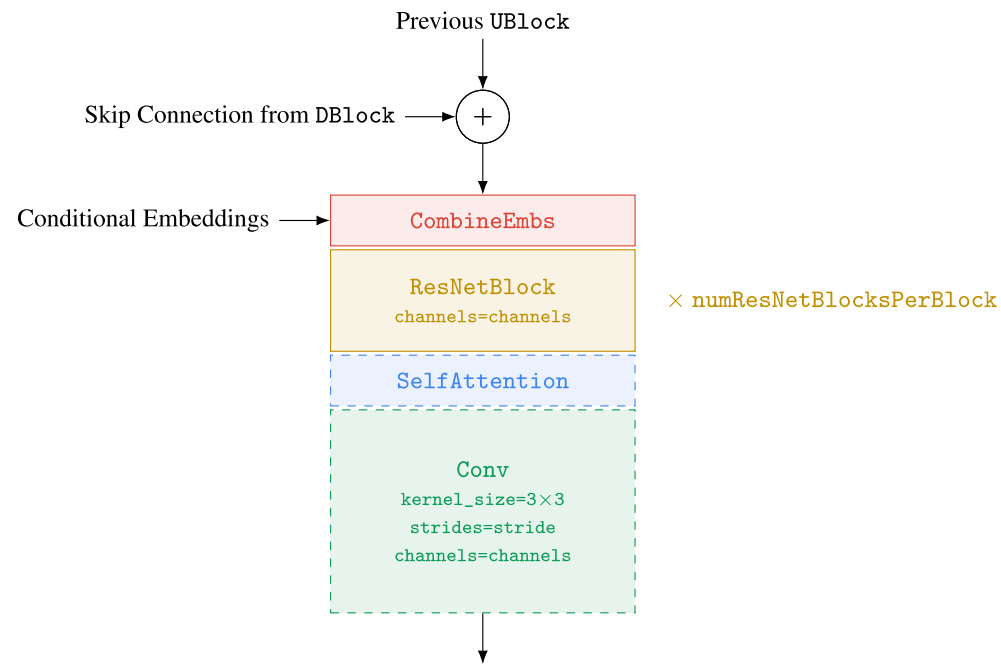 Previous UBlock
Skip Connection from DBlock
+
Conditional Embeddings
CombineEmbs
ResNetBlock
channels=channels
× numResNetBlocksPerBlock
SelfAttention
Conv
kernel_size=3×3
strides=stride
channels=channels